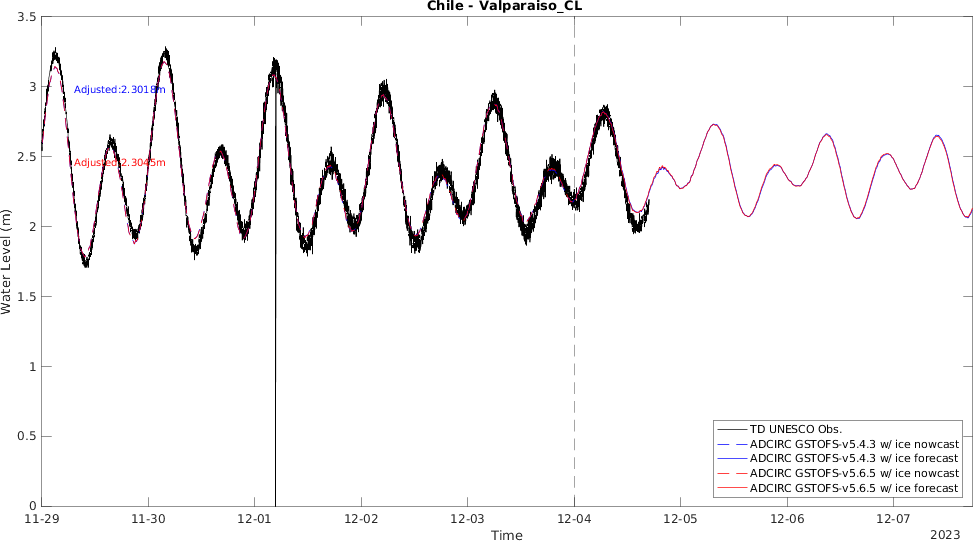 Chile - Valparaiso_CL
3.5
3
2.5
2
1.5
1
0.5
0
Water Level (m)
Adjusted:2.3018m
Adjusted:2.3045m
TD UNESCO Obs.
ADCIRC GSTOFS-v5.4.3 w/ ice nowcast
ADCIRC GSTOFS-v5.4.3 w/ ice forecast
ADCIRC GSTOFS-v5.6.5 w/ ice nowcast
ADCIRC GSTOFS-v5.6.5 w/ ice forecast
11-29 11-30 12-01 12-02 12-03 12-04 12-05 12-06 12-07
Time
2023